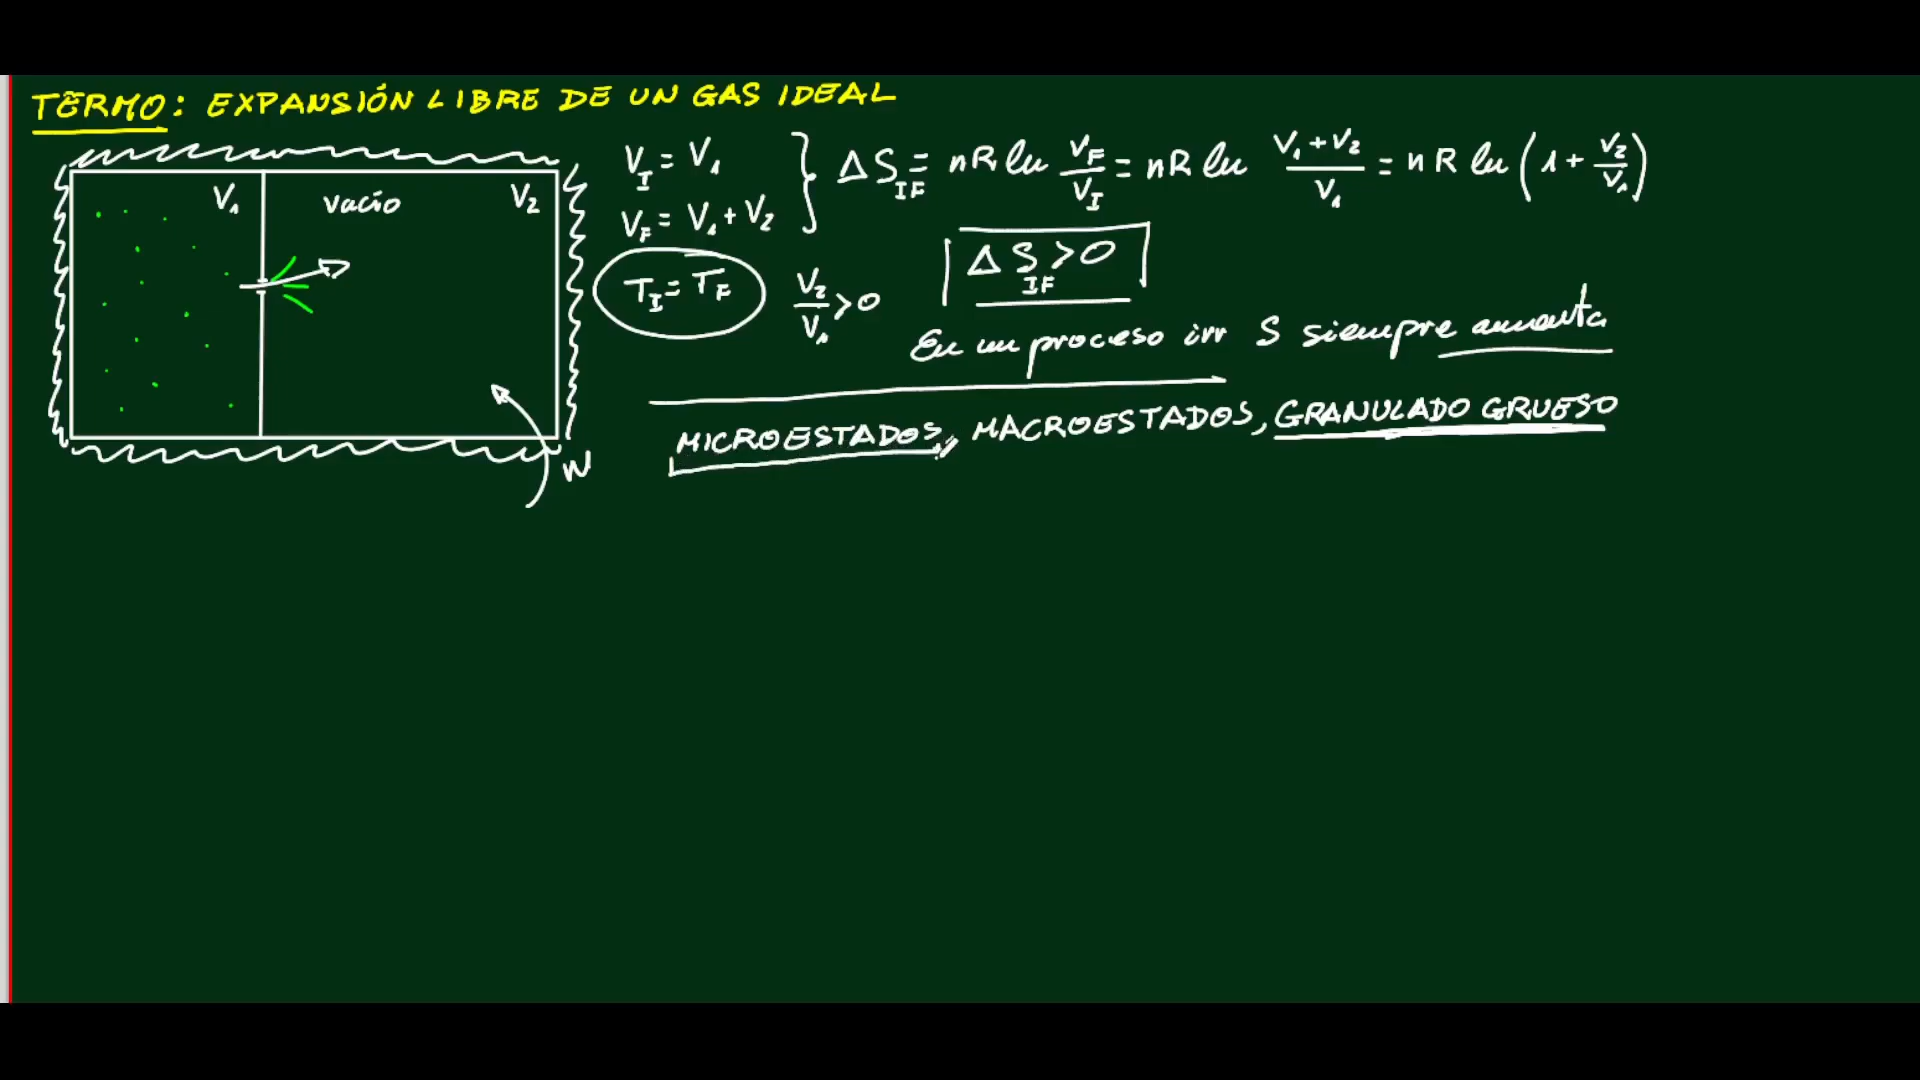 TERMO: EXPANSIÓN LIBRE DE UN GAS IDEAL
V₁ vacío V₂
N
V_I = V₁
V_F = V₁ + V₂
T_I = T_F
} ΔS_IF = nR ln V_F/V_I = nR ln (V₁+V₂)/V₁ = nR ln (1 + V₂/V₁)
V₂/V₁ > 0
ΔS_IF > 0
En un proceso irr S siempre aumenta
MICROESTADOS, MACROESTADOS, GRANULADO GRUESO